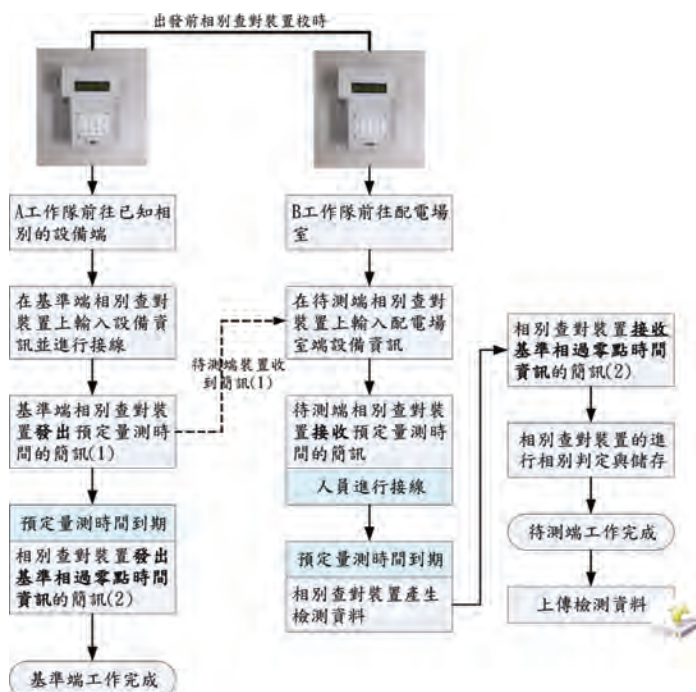 出發前相別查對裝置校時
A工作隊前往已知相
別的設備端
在基準端相別查對
裝置上輸入設備資
訊並進行接線
基準端相別查對裝
置發出預定量測時
間的簡訊(1)
預定量測時間到期
相別查對裝置發出
基準相過零點時間
資訊的簡訊(2)
基準端工作完成
待測端裝置收
到簡訊(1)
B工作隊前往配電場
室
在待測端相別查對
裝置上輸入配電場
室端設備資訊
待測端相別查對裝
置接收預定量測時
間的簡訊
人員進行接線
預定量測時間到期
相別查對裝置產生
檢測資料
相別查對裝置接收
基準相過零點時間
資訊的簡訊(2)
相別查對裝置的進
行相別判定與儲存
待測端工作完成
上傳檢測資料